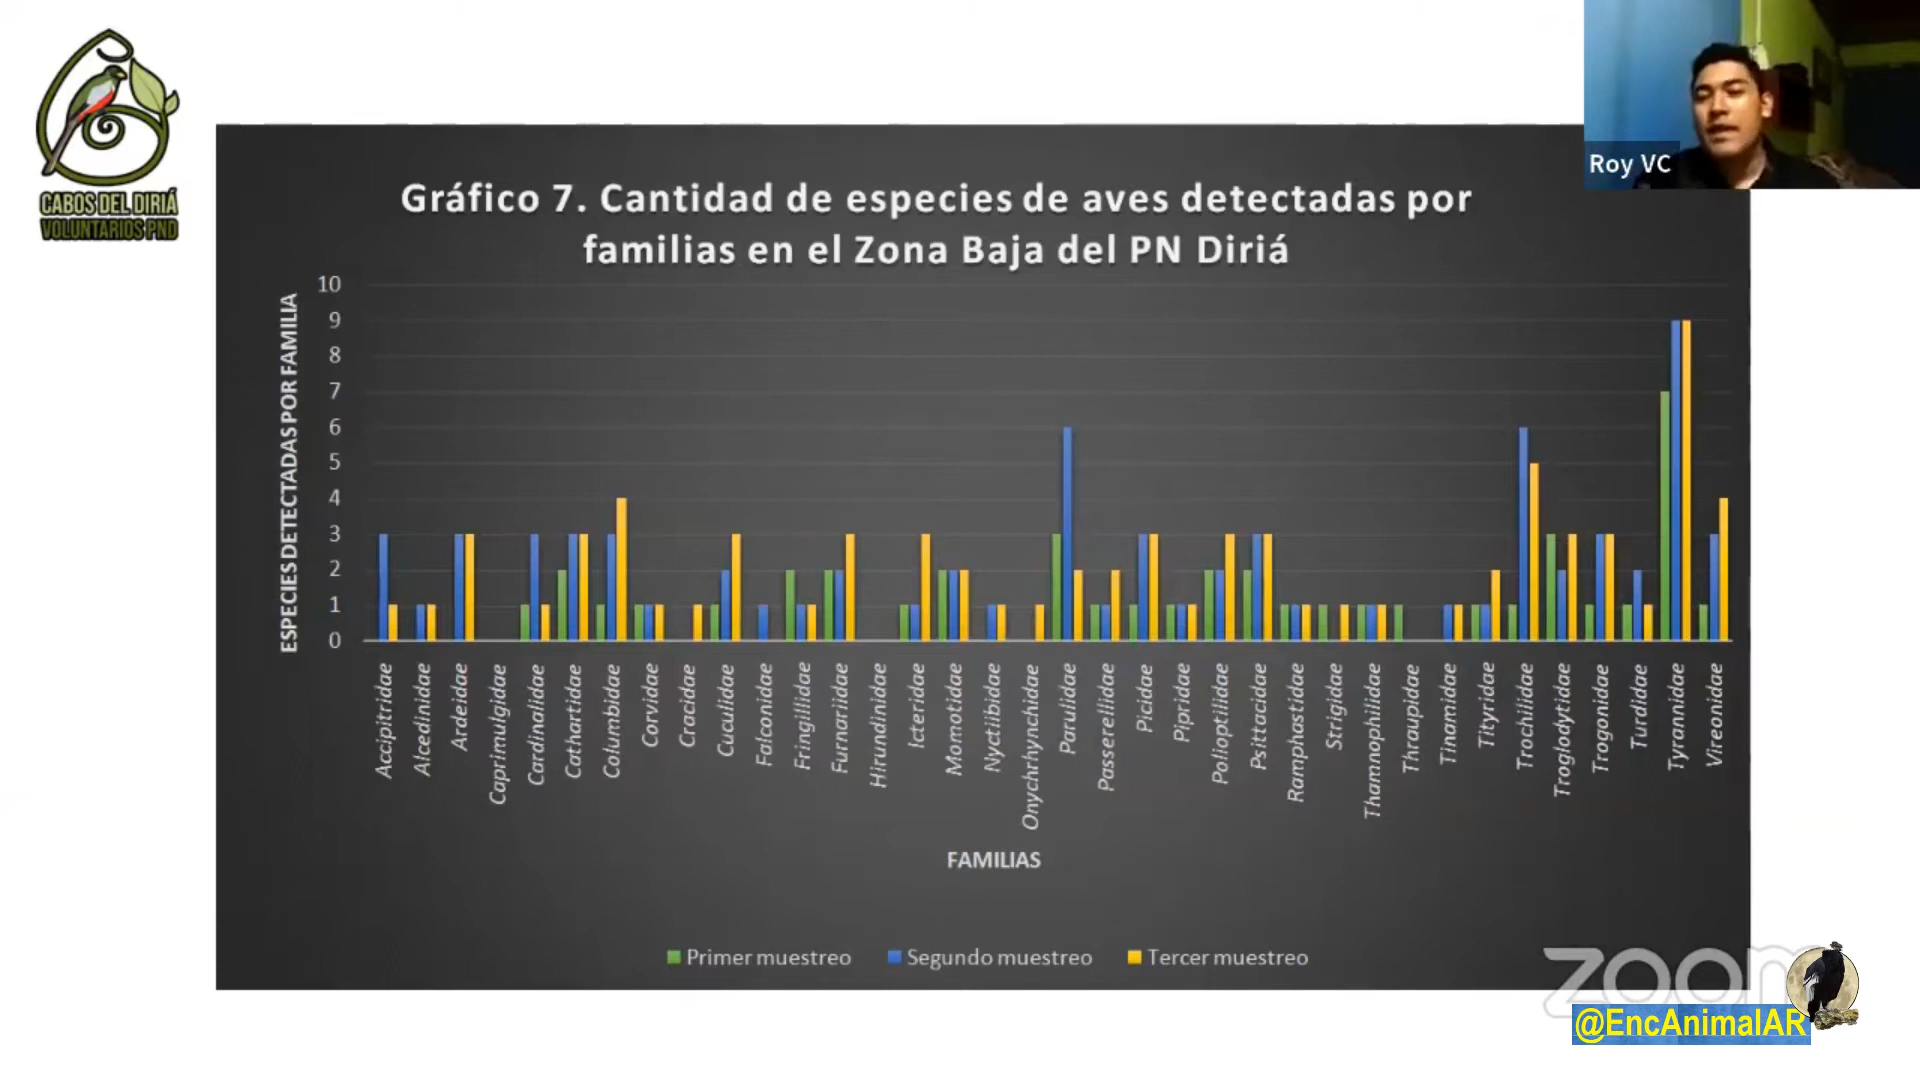 CABOS DEL DIRIÁ
VOLUNTARIOS PND
Roy VC
Gráfico 7. Cantidad de especies de aves detectadas por
familias en el Zona Baja del PN Diriá
ESPECIES DETECTADAS POR FAMILIA
10
9
8
7
6
5
4
3
2
1
0
Accipitridae
Alcedinidae
Ardeidae
Caprimulgidae
Cardinalidae
Cathartidae
Columbidae
Corvidae
Cracidae
Cuculidae
Falconidae
Fringillidae
Furnariidae
Hirundinidae
Icteridae
Momotidae
Nyctiibidae
Onychrhynchidae
Parulidae
Passerellidae
Picidae
Pipridae
Polioptilidae
Psittacidae
Ramphastidae
Strigidae
Thamnophilidae
Thraupidae
Tinamidae
Tityridae
Trochilidae
Troglodytidae
Trogonidae
Turdidae
Tyrannidae
Vireonidae
FAMILIAS
Primer muestreo
Segundo muestreo
Tercer muestreo
zoom
@EncAnimalAR